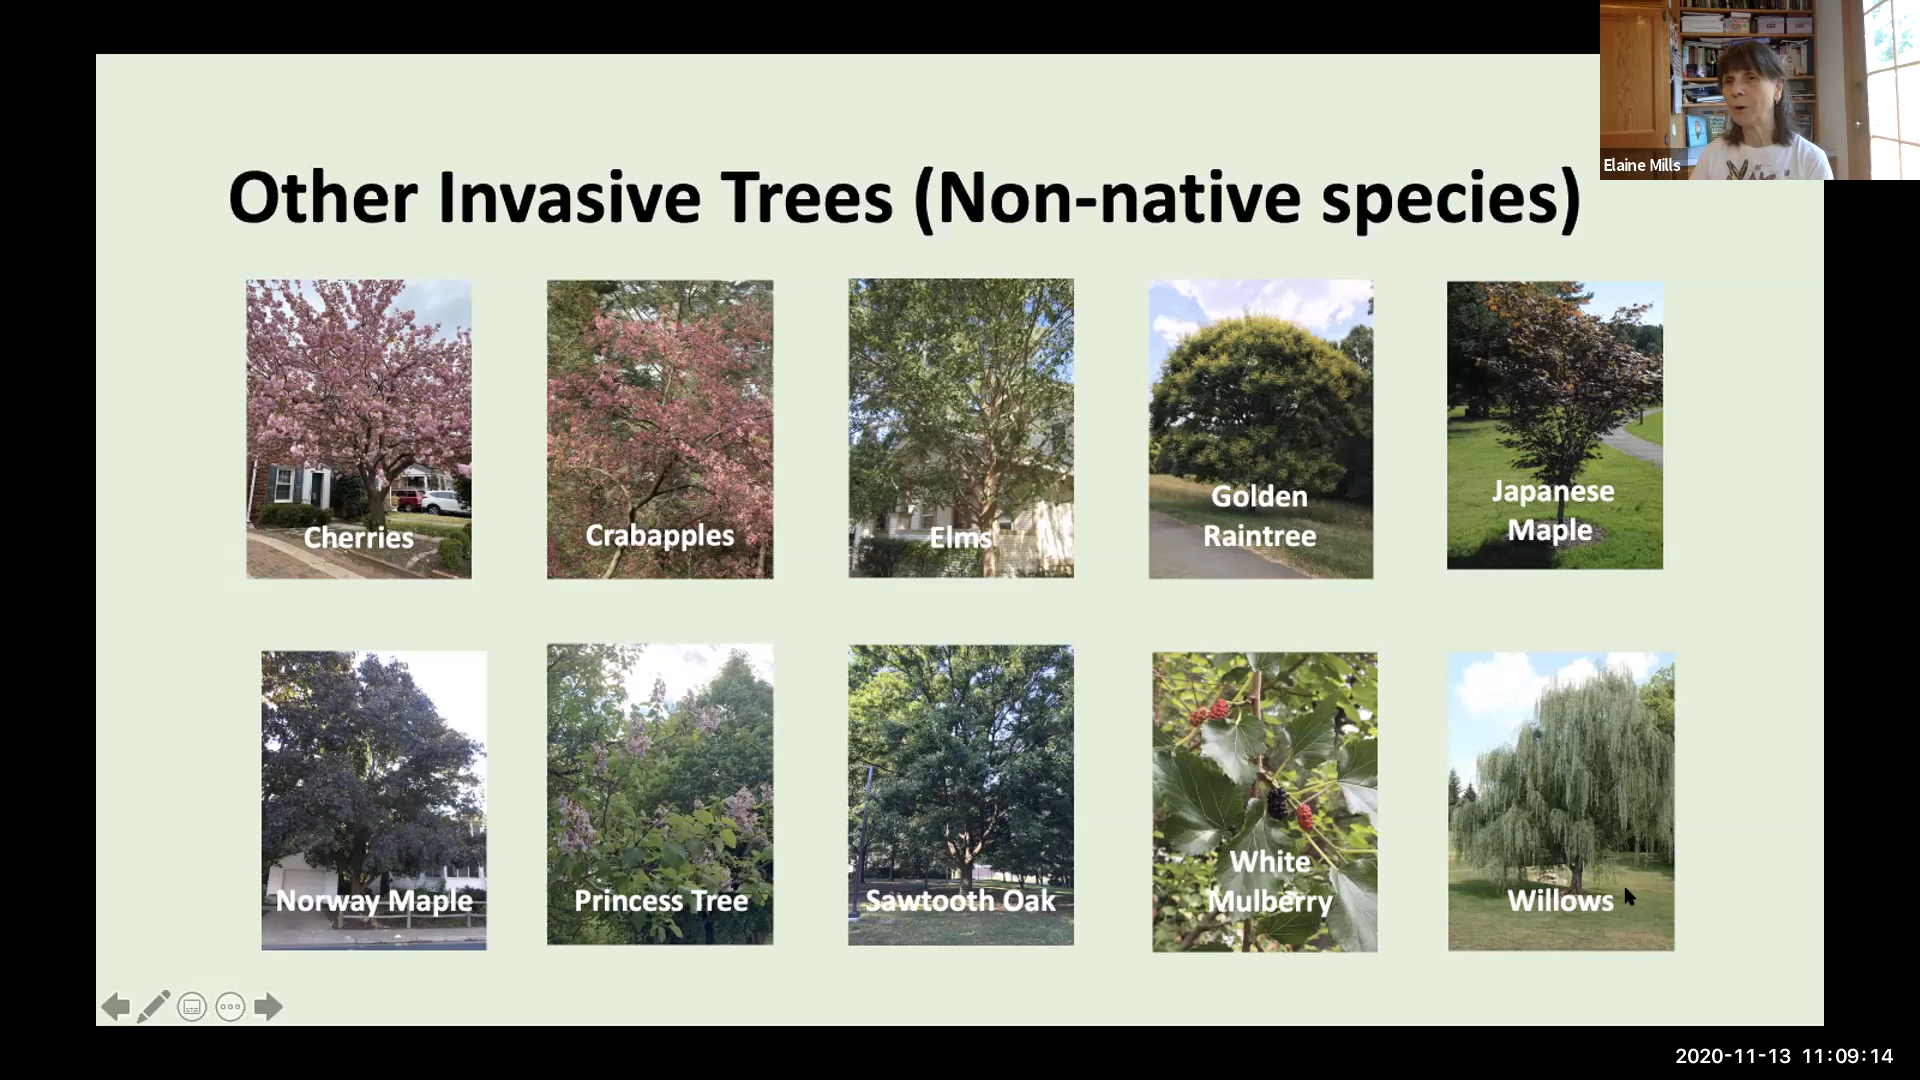 Elaine Mills
Other Invasive Trees (Non-native species)
Cherries
Crabapples
Elms
Golden
Raintree
Japanese
Maple
Norway Maple
Princess Tree
Sawtooth Oak
White
Mulberry
Willows
2020-11-13 11:09:14